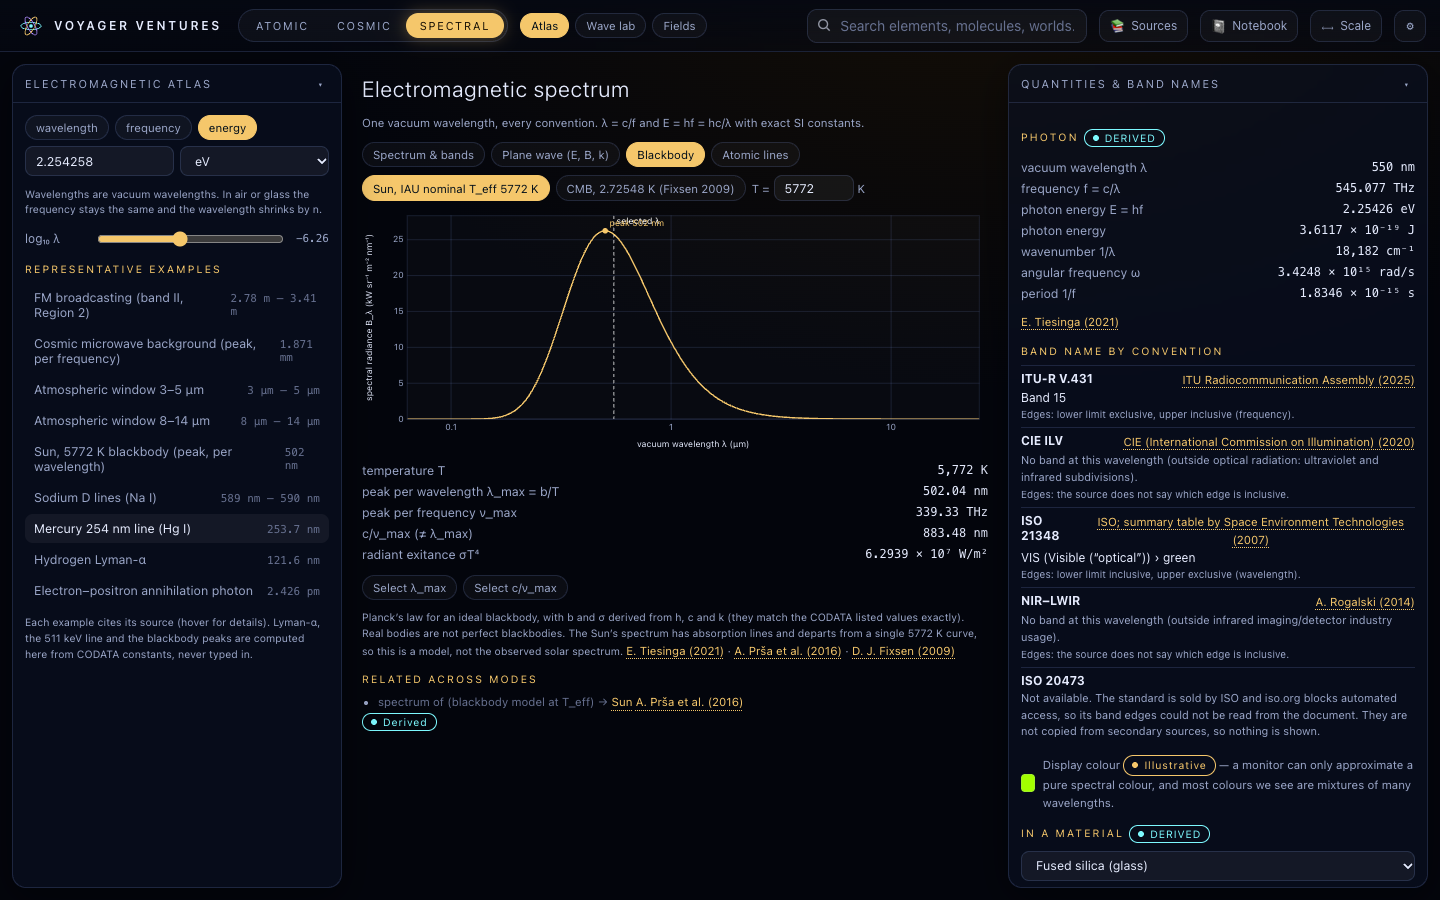 VOYAGER VENTURES
ATOMIC
COSMIC
SPECTRAL
Atlas
Wave lab
Fields
Search elements, molecules, worlds.
Sources
Notebook
Scale
ELECTROMAGNETIC ATLAS
wavelength
frequency
energy
2.254258
eV
Wavelengths are vacuum wavelengths. In air or glass the
frequency stays the same and the wavelength shrinks by n.
log₁₀ λ
−6.26
REPRESENTATIVE EXAMPLES
FM broadcasting (band II,
Region 2)
2.78 m – 3.41
m
Cosmic microwave background (peak,
per frequency)
1.871
mm
Atmospheric window 3–5 µm
3 µm – 5 µm
Atmospheric window 8–14 µm
8 µm – 14 µm
Sun, 5772 K blackbody (peak, per
wavelength)
502
nm
Sodium D lines (Na I)
589 nm – 590 nm
Mercury 254 nm line (Hg I)
253.7 nm
Hydrogen Lyman-α
121.6 nm
Electron–positron annihilation photon
2.426 pm
Each example cites its source (hover for details). Lyman-α,
the 511 keV line and the blackbody peaks are computed
here from CODATA constants, never typed in.
Electromagnetic spectrum
One vacuum wavelength, every convention. λ = c/f and E = hf = hc/λ with exact SI constants.
Spectrum & bands
Plane wave (E, B, k)
Blackbody
Atomic lines
Sun, IAU nominal T_eff 5772 K
CMB, 2.72548 K (Fixsen 2009)
T =
5772
K
selected λ
peak 502 nm
25
20
15
10
5
0
spectral radiance B_λ (kW sr⁻¹ m⁻² nm⁻¹)
0.1
1
10
vacuum wavelength λ (µm)
temperature T
5,772 K
peak per wavelength λ_max = b/T
502.04 nm
peak per frequency ν_max
339.33 THz
c/ν_max (≠ λ_max)
883.48 nm
radiant exitance σT⁴
6.2939 × 10⁷ W/m²
Select λ_max
Select c/ν_max
Planck’s law for an ideal blackbody, with b and σ derived from h, c and k (they match the CODATA listed values exactly).
Real bodies are not perfect blackbodies. The Sun’s spectrum has absorption lines and departs from a single 5772 K curve,
so this is a model, not the observed solar spectrum. E. Tiesinga (2021) · A. Prša et al. (2016) · D. J. Fixsen (2009)
RELATED ACROSS MODES
spectrum of (blackbody model at T_eff) → Sun A. Prša et al. (2016)
Derived
QUANTITIES & BAND NAMES
PHOTON
DERIVED
vacuum wavelength λ
550 nm
frequency f = c/λ
545.077 THz
photon energy E = hf
2.25426 eV
photon energy
3.6117 × 10⁻¹⁹ J
wavenumber 1/λ
18,182 cm⁻¹
angular frequency ω
3.4248 × 10¹⁵ rad/s
period 1/f
1.8346 × 10⁻¹⁵ s
E. Tiesinga (2021)
BAND NAME BY CONVENTION
ITU-R V.431
ITU Radiocommunication Assembly (2025)
Band 15
Edges: lower limit exclusive, upper inclusive (frequency).
CIE ILV
CIE (International Commission on Illumination) (2020)
No band at this wavelength (outside optical radiation: ultraviolet and
infrared subdivisions).
Edges: the source does not say which edge is inclusive.
ISO
21348
ISO; summary table by Space Environment Technologies
(2007)
VIS (Visible (“optical”)) › green
Edges: lower limit inclusive, upper exclusive (wavelength).
NIR–LWIR
A. Rogalski (2014)
No band at this wavelength (outside infrared imaging/detector industry
usage).
Edges: the source does not say which edge is inclusive.
ISO 20473
Not available. The standard is sold by ISO and iso.org blocks automated
access, so its band edges could not be read from the document. They are
not copied from secondary sources, so nothing is shown.
Display colour Illustrative — a monitor can only approximate a
pure spectral colour, and most colours we see are mixtures of many
wavelengths.
IN A MATERIAL
DERIVED
Fused silica (glass)